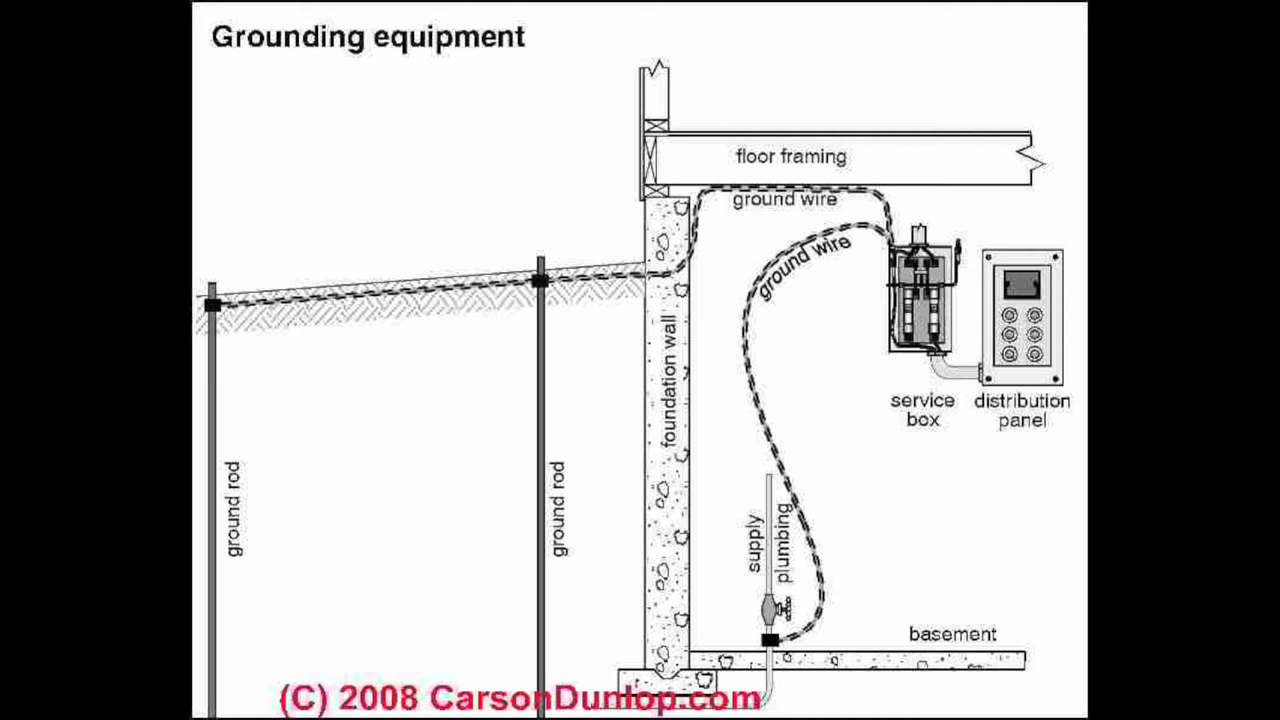 Grounding equipment
floor framing
ground wire
ground wire
foundation wall
service
box
distribution
panel
ground rod
ground rod
supply
plumbing
basement
(C) 2008 CarsonDunlop.com